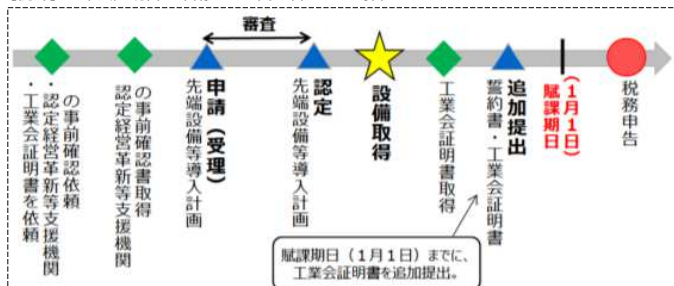 審査
・工業会証明書を依頼
・認定経営革新等支援機関
の事前確認依頼
認定経営革新等支援機関
の事前確認書取得
先端設備等導入計画
申請（受理）
先端設備等導入計画
認定
設備取得
工業会証明書取得
誓約書・工業会証明書
追加提出
賦課期日
（１月１日）
税務申告
賦課期日（１月１日）までに、
工業会証明書を追加提出。